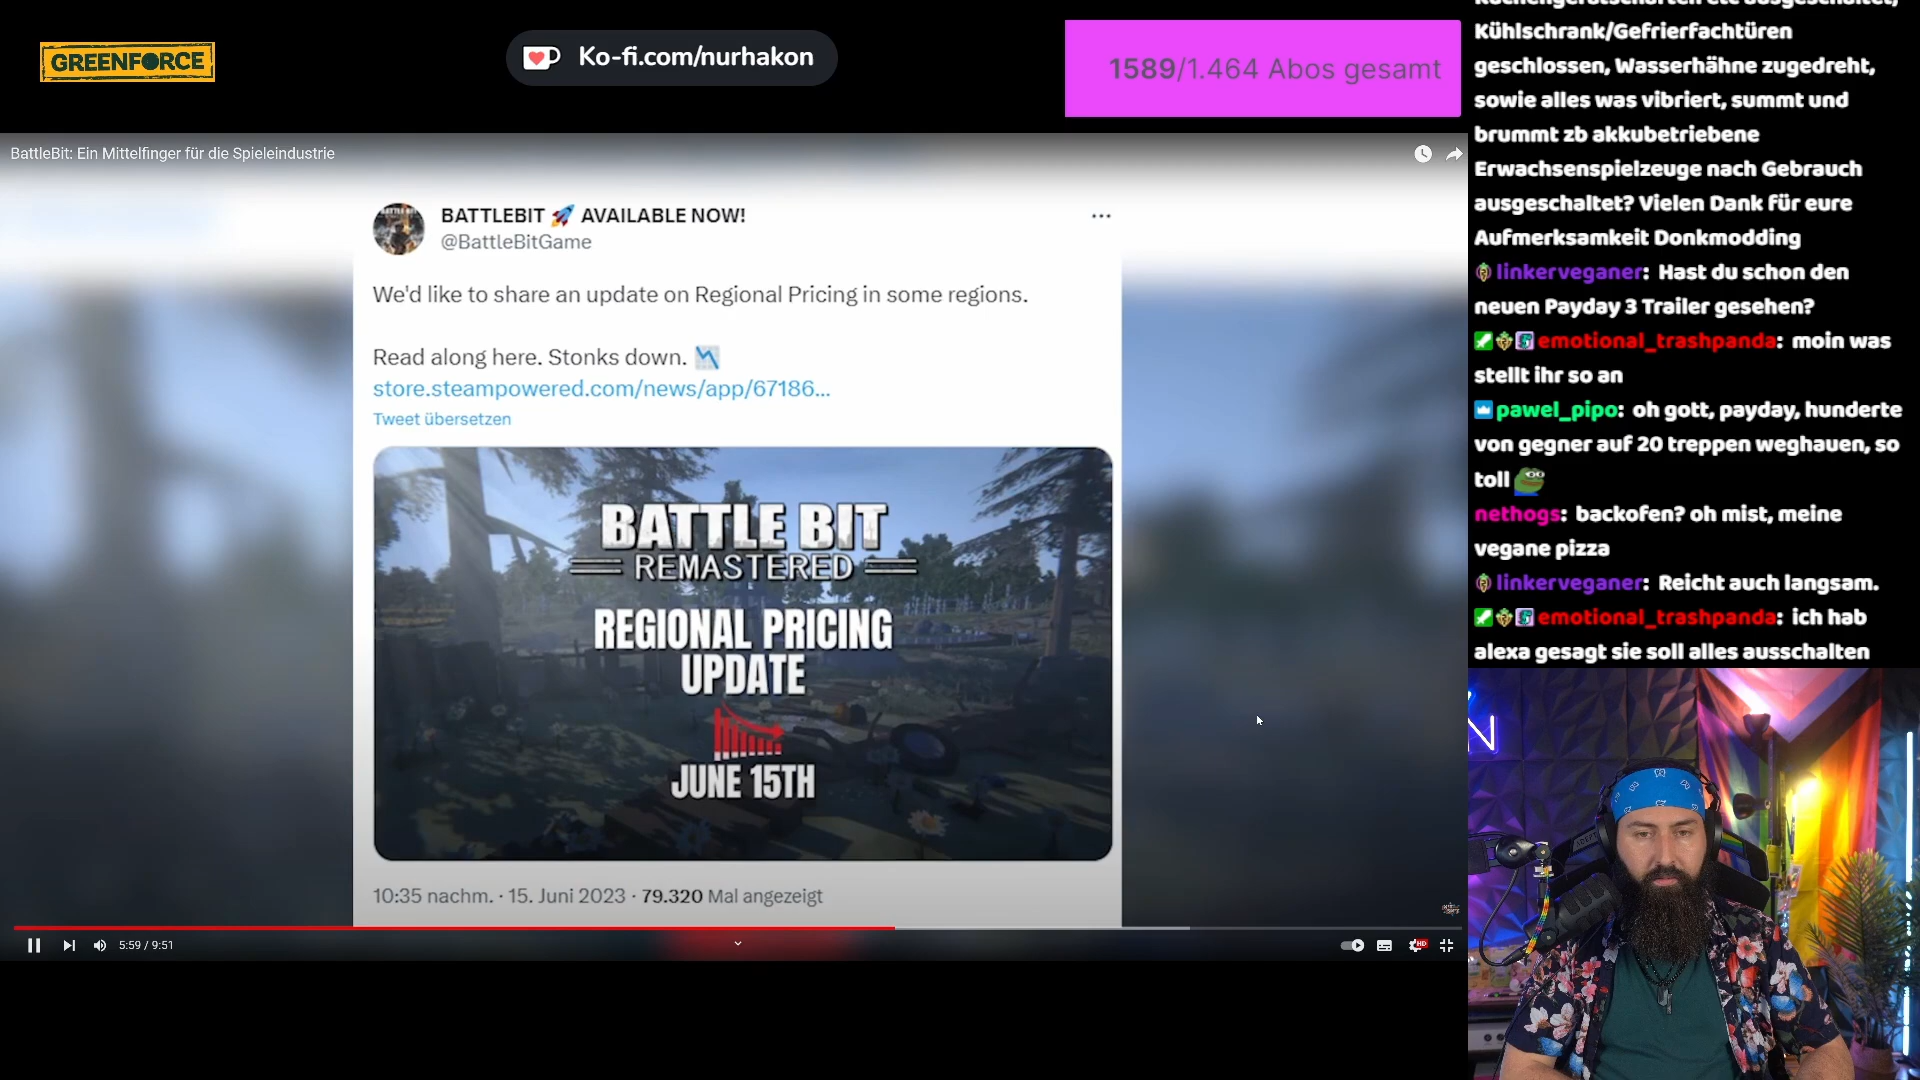 GREENFORCE
Ko-fi.com/nurhakon
1589/1.464 Abos gesamt
BattleBit: Ein Mittelfinger für die Spieleindustrie
BATTLEBIT 🚀 AVAILABLE NOW!
@BattleBitGame
We'd like to share an update on Regional Pricing in some regions.
Read along here. Stonks down. 📉
store.steampowered.com/news/app/67186...
Tweet übersetzen
BATTLE BIT
REMASTERED
REGIONAL PRICING
UPDATE
JUNE 15TH
10:35 nachm. · 15. Juni 2023 · 79.320 Mal angezeigt
5:59 / 9:51
HD
Kühlschrank/Gefrierfachtüren
geschlossen, Wasserhähne zugedreht,
sowie alles was vibriert, summt und
brummt zb akkubetriebene
Erwachsenspielzeuge nach Gebrauch
ausgeschaltet? Vielen Dank für eure
Aufmerksamkeit Donkmodding
linkerveganer: Hast du schon den
neuen Payday 3 Trailer gesehen?
emotional_trashpanda: moin was
stellt ihr so an
pawel_pipo: oh gott, payday, hunderte
von gegner auf 20 treppen weghauen, so
toll
nethogs: backofen? oh mist, meine
vegane pizza
linkerveganer: Reicht auch langsam.
emotional_trashpanda: ich hab
alexa gesagt sie soll alles ausschalten
N